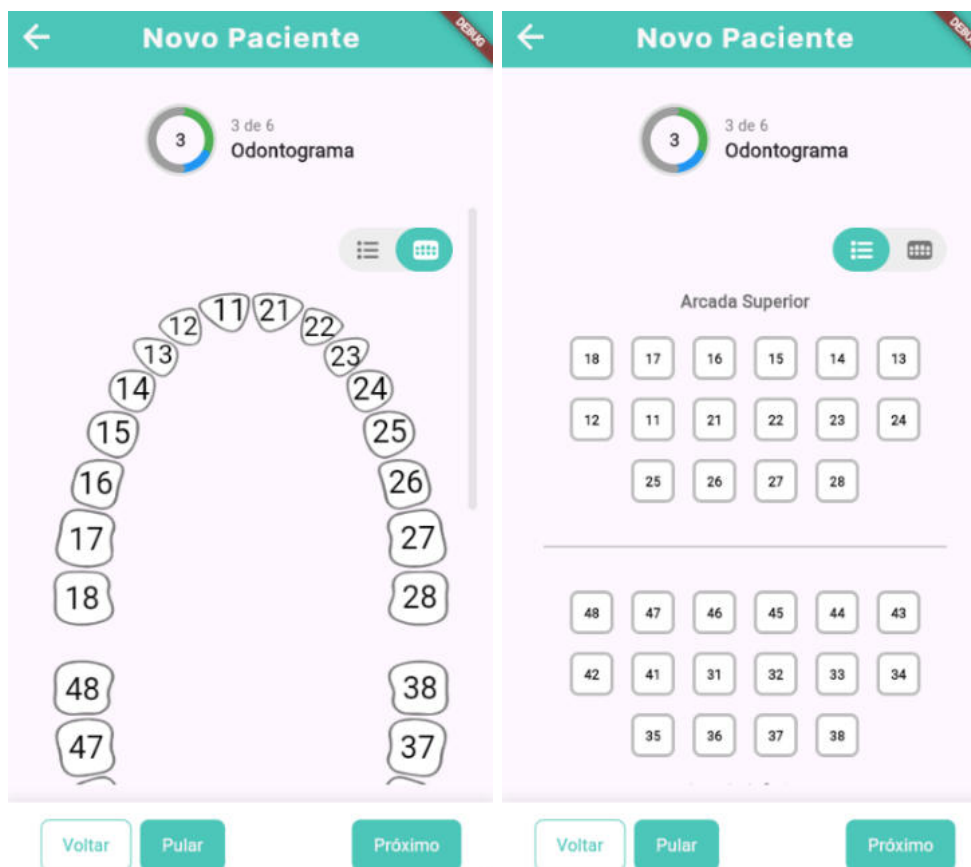 Novo Paciente
DEBUG
3
3 de 6
Odontograma
11 21
12 22
13 23
14 24
15 25
16 26
17 27
18 28
48 38
47 37
Voltar Pular Próximo
Novo Paciente
3
3 de 6
Odontograma
Arcada Superior
18 17 16 15 14 13
12 11 21 22 23 24
25 26 27 28
48 47 46 45 44 43
42 41 31 32 33 34
35 36 37 38
Voltar Pular Próximo